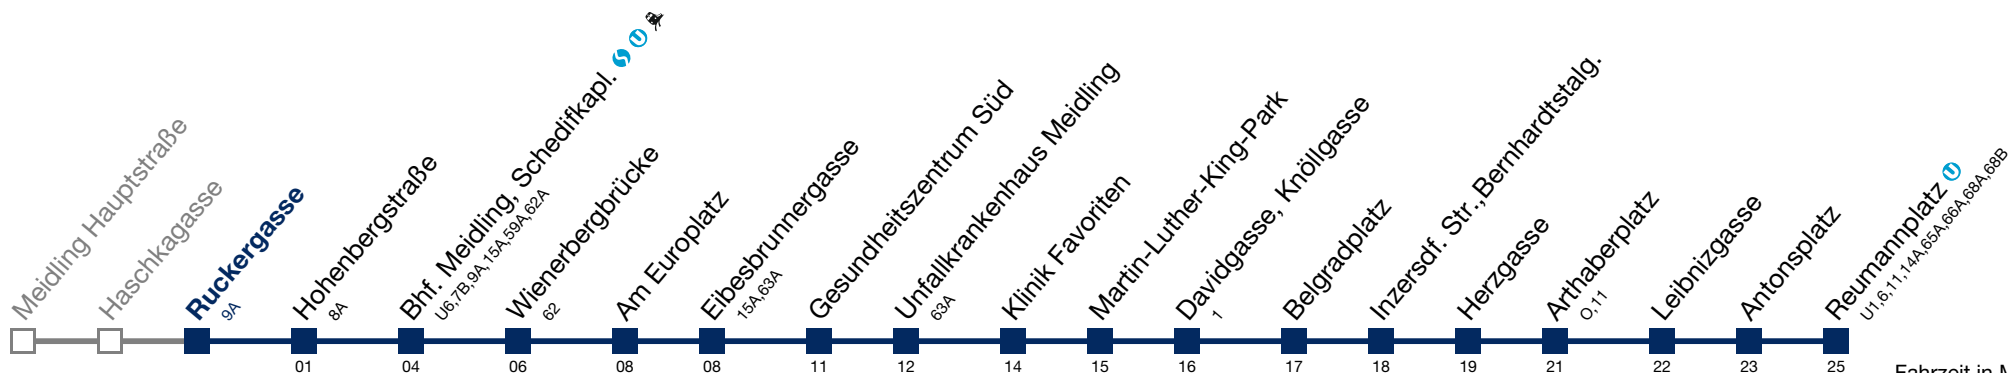 Meidling Hauptstraße
Haschkagasse
Ruckergasse
9A
Hohenbergstraße
8A
01
Bhf. Meidling, Schedifkapl.
U6,7B,9A,15A,59A,62A
04
Wienerbergbrücke
62
06
Am Europlatz
08
Eibesbrunnergasse
15A,63A
08
Gesundheitszentrum Süd
11
Unfallkrankenhaus Meidling
63A
12
Klinik Favoriten
14
Martin-Luther-King-Park
15
Davidgasse, Knöllgasse
1
16
Belgradplatz
17
Inzersdf. Str.,Bernhardtstalg.
18
Herzgasse
19
Arthaberplatz
O,11
21
Leibnizgasse
22
Antonsplatz
23
Reumannplatz U
U1,6,11,14A,65A,66A,68A,68B
25
Fahrzeit in